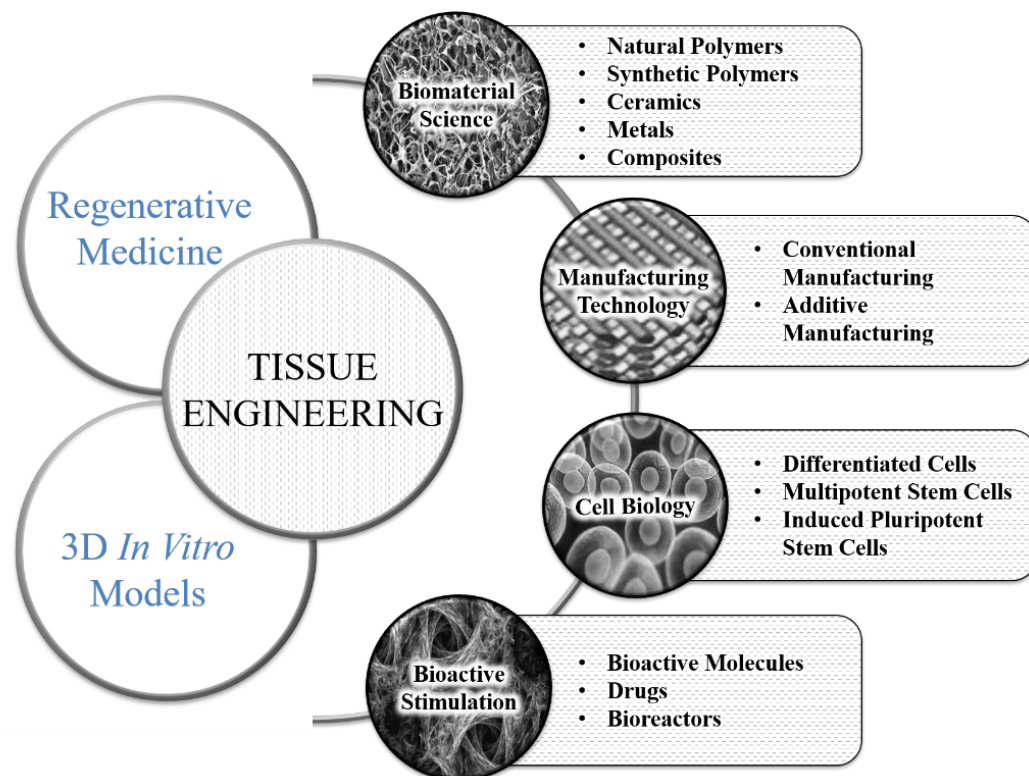 Regenerative
Medicine
TISSUE
ENGINEERING
3D In Vitro
Models
Biomaterial
Science
• Natural Polymers
• Synthetic Polymers
• Ceramics
• Metals
• Composites
Manufacturing
Technology
• Conventional
Manufacturing
• Additive
Manufacturing
Cell Biology
• Differentiated Cells
• Multipotent Stem Cells
• Induced Pluripotent
Stem Cells
Bioactive
Stimulation
• Bioactive Molecules
• Drugs
• Bioreactors